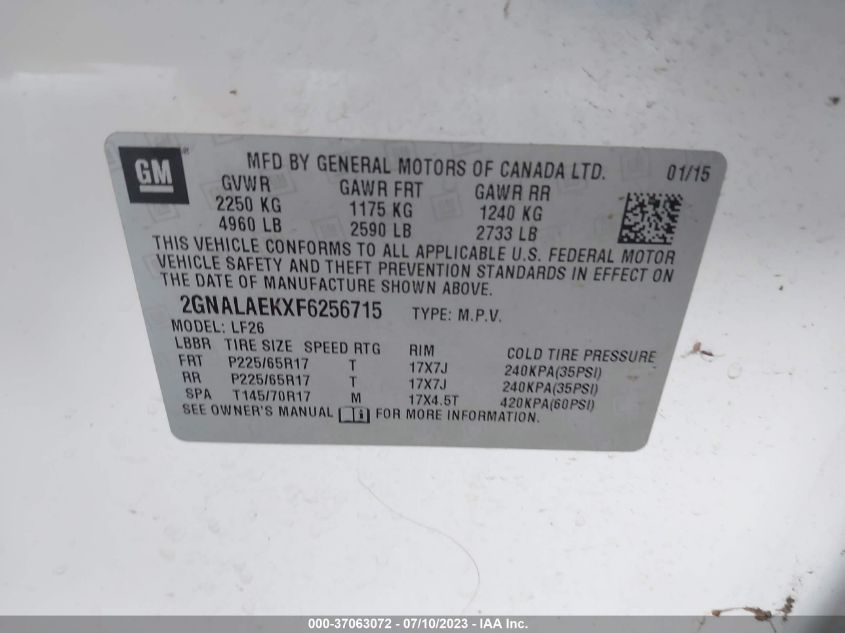 GM
MFD BY GENERAL MOTORS OF CANADA LTD. 01/15
GVWR GAWR FRT GAWR RR
2250 KG 1175 KG 1240 KG
4960 LB 2590 LB 2733 LB
THIS VEHICLE CONFORMS TO ALL APPLICABLE U.S. FEDERAL MOTOR
VEHICLE SAFETY AND THEFT PREVENTION STANDARDS IN EFFECT ON
THE DATE OF MANUFACTURE SHOWN ABOVE.
2GNALAEKXF6256715 TYPE: M.P.V.
MODEL: LF26
LBBR TIRE SIZE SPEED RTG RIM COLD TIRE PRESSURE
FRT P225/65R17 T 17X7J 240KPA(35PSI)
RR P225/65R17 T 17X7J 240KPA(35PSI)
SPA T145/70R17 M 17X4.5T 420KPA(60PSI)
SEE OWNER'S MANUAL FOR MORE INFORMATION.
000-37063072 - 07/10/2023 - IAA Inc.